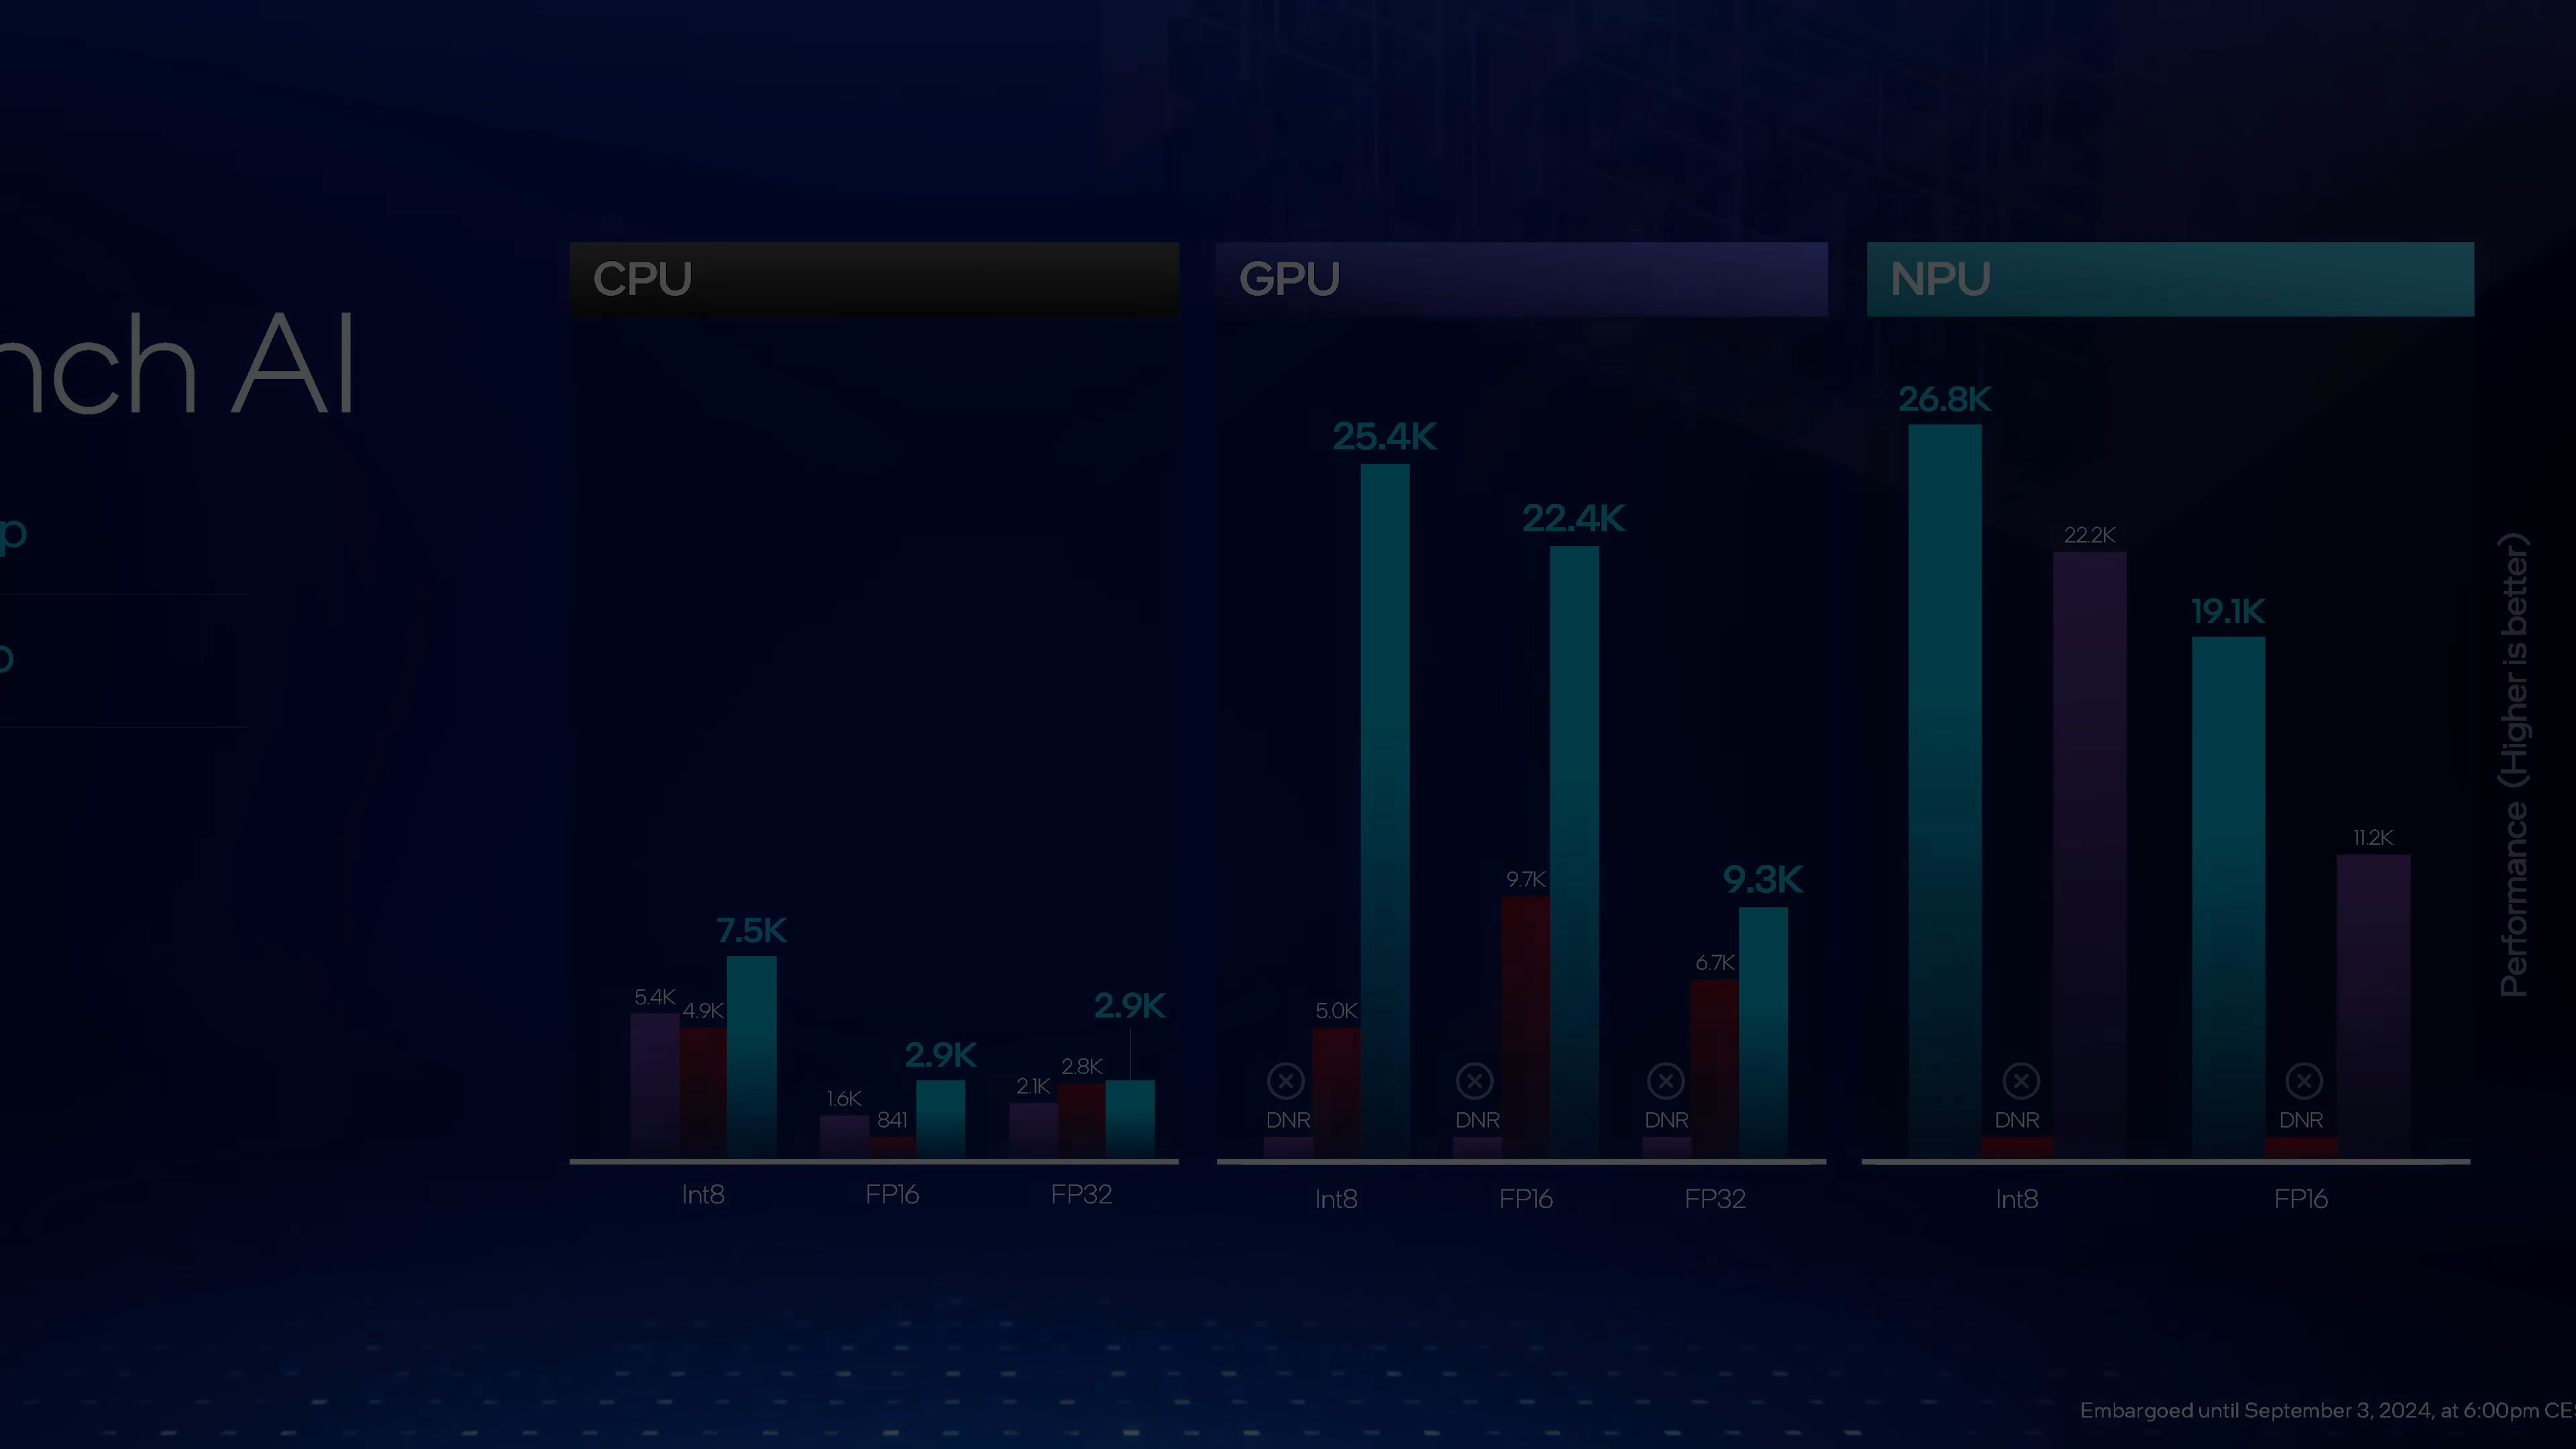 nch AI
p
CPU
7.5K
5.4K
4.9K
2.9K
1.6K
841
2.9K
2.8K
2.1K
Int8
FP16
FP32
GPU
25.4K
22.4K
9.7K
9.3K
6.7K
5.0K
DNR
DNR
DNR
Int8
FP16
FP32
NPU
26.8K
22.2K
19.1K
11.2K
DNR
DNR
Int8
FP16
Performance (Higher is better)
Embargoed until September 3, 2024, at 6:00pm CES